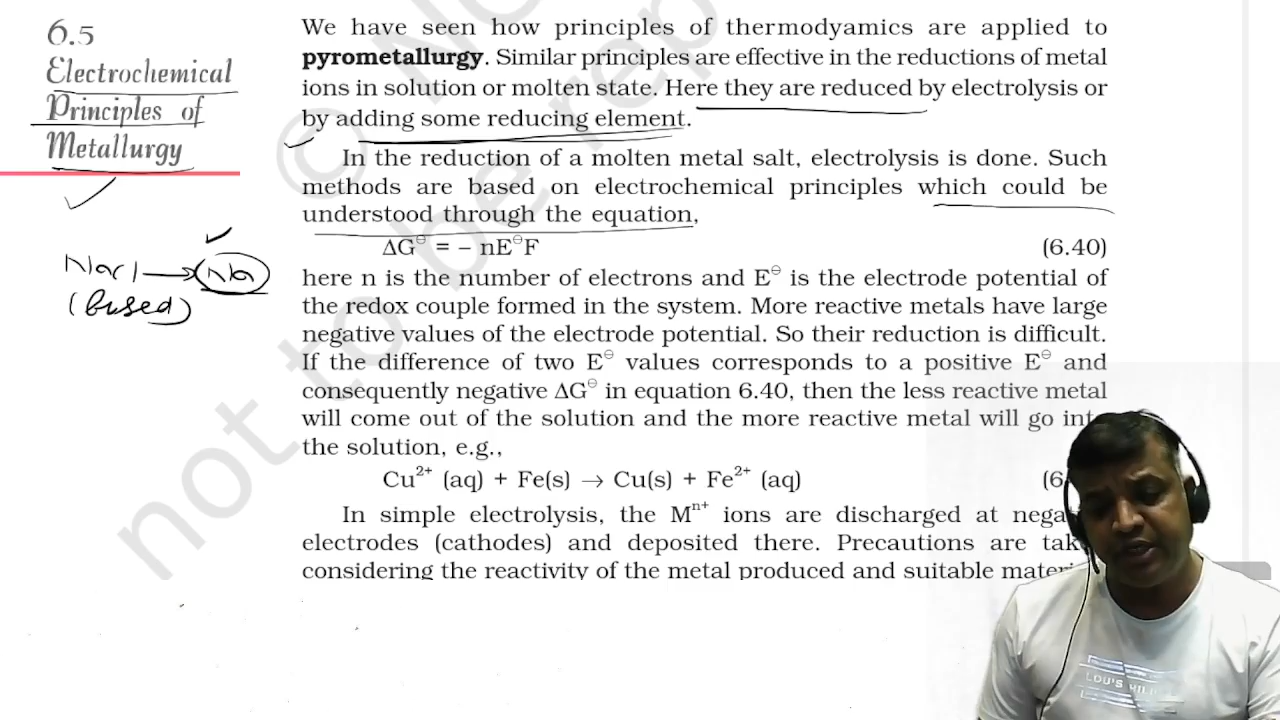 6.5
Electrochemical
Principles of
Metallurgy
We have seen how principles of thermodyamics are applied to
pyrometallurgy. Similar principles are effective in the reductions of metal
ions in solution or molten state. Here they are reduced by electrolysis or
by adding some reducing element.
In the reduction of a molten metal salt, electrolysis is done. Such
methods are based on electrochemical principles which could be
understood through the equation,
ΔG⊖ = – nE⊖F (6.40)
here n is the number of electrons and E⊖ is the electrode potential of
the redox couple formed in the system. More reactive metals have large
negative values of the electrode potential. So their reduction is difficult.
If the difference of two E⊖ values corresponds to a positive E⊖ and
consequently negative ΔG⊖ in equation 6.40, then the less reactive metal
will come out of the solution and the more reactive metal will go
the solution, e.g.,
Cu²⁺ (aq) + Fe(s) → Cu(s) + Fe²⁺ (aq)
In simple electrolysis, the Mⁿ⁺ ions are discharged at
electrodes (cathodes) and deposited there. Precautions are
considering the reactivity of the metal produced and suitable
NaCl → Na
(fused)
© 
not to be